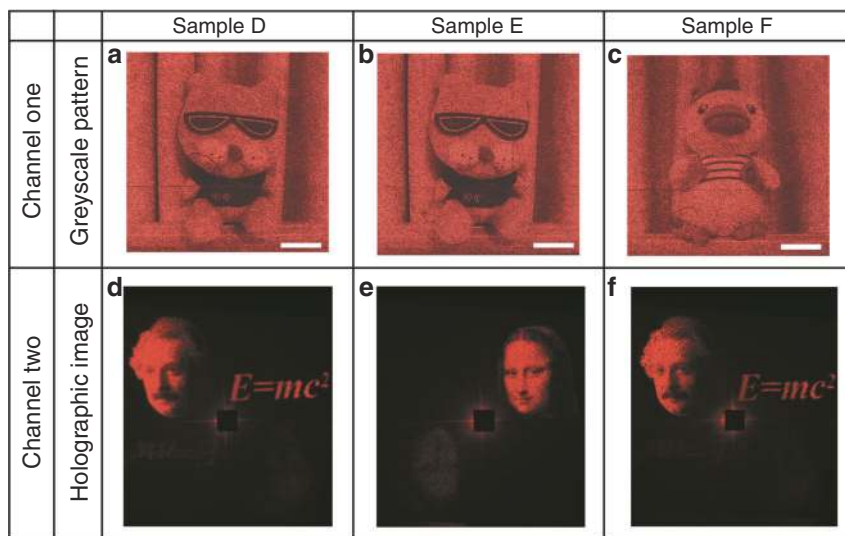 Sample D Sample E Sample F
Channel one
Greyscale pattern
a b c
Channel two
Holographic image
d e f
E=mc²
E=mc²